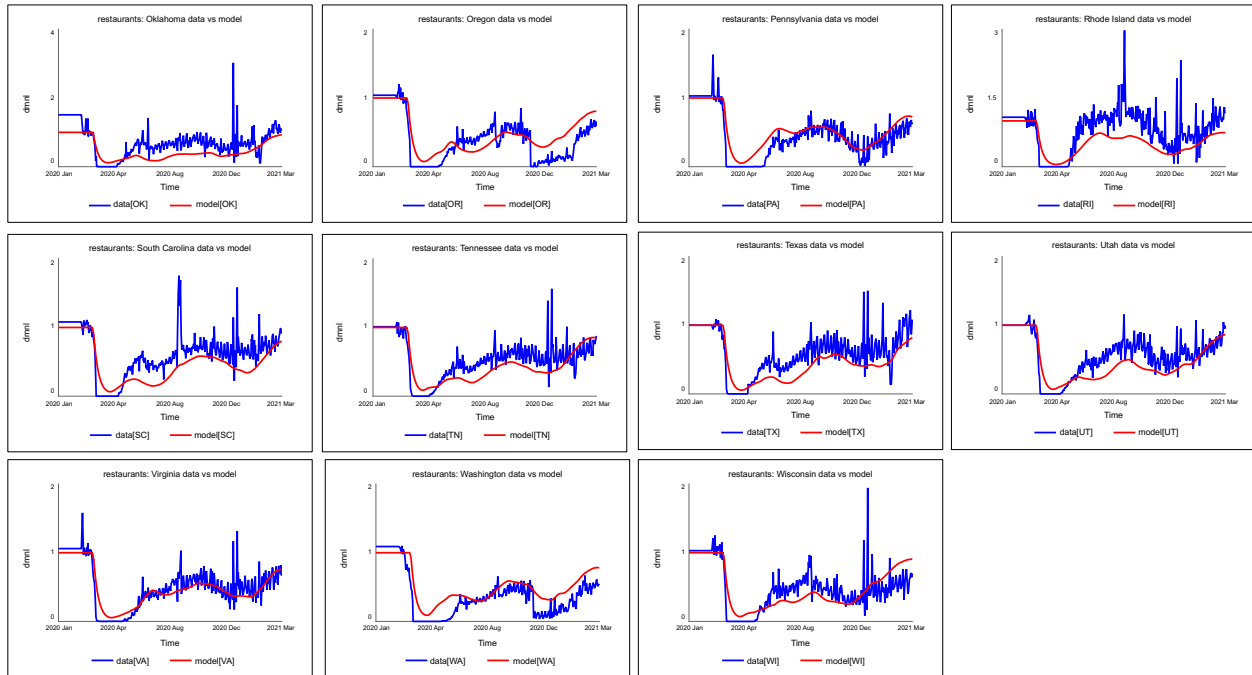 restaurants: Oklahoma data vs model
4
2
0
dmnl
2020 Jan 2020 Apr 2020 Aug 2020 Dec 2021 Mar
Time
data[OK] model[OK]
restaurants: Oregon data vs model
2
1
0
dmnl
2020 Jan 2020 Apr 2020 Aug 2020 Dec 2021 Mar
Time
data[OR] model[OR]
restaurants: Pennsylvania data vs model
2
1
0
dmnl
2020 Jan 2020 Apr 2020 Aug 2020 Dec 2021 Mar
Time
data[PA] model[PA]
restaurants: Rhode Island data vs model
3
1.5
0
dmnl
2020 Jan 2020 Apr 2020 Aug 2020 Dec 2021 Mar
Time
data[RI] model[RI]
restaurants: South Carolina data vs model
2
1
0
dmnl
2020 Jan 2020 Apr 2020 Aug 2020 Dec 2021 Mar
Time
data[SC] model[SC]
restaurants: Tennessee data vs model
2
1
0
dmnl
2020 Jan 2020 Apr 2020 Aug 2020 Dec 2021 Mar
Time
data[TN] model[TN]
restaurants: Texas data vs model
2
1
0
dmnl
2020 Jan 2020 Apr 2020 Aug 2020 Dec 2021 Mar
Time
data[TX] model[TX]
restaurants: Utah data vs model
2
1
0
dmnl
2020 Jan 2020 Apr 2020 Aug 2020 Dec 2021 Mar
Time
data[UT] model[UT]
restaurants: Virginia data vs model
2
1
0
dmnl
2020 Jan 2020 Apr 2020 Aug 2020 Dec 2021 Mar
Time
data[VA] model[VA]
restaurants: Washington data vs model
2
1
0
dmnl
2020 Jan 2020 Apr 2020 Aug 2020 Dec 2021 Mar
Time
data[WA] model[WA]
restaurants: Wisconsin data vs model
2
1
0
dmnl
2020 Jan 2020 Apr 2020 Aug 2020 Dec 2021 Mar
Time
data[WI] model[WI]